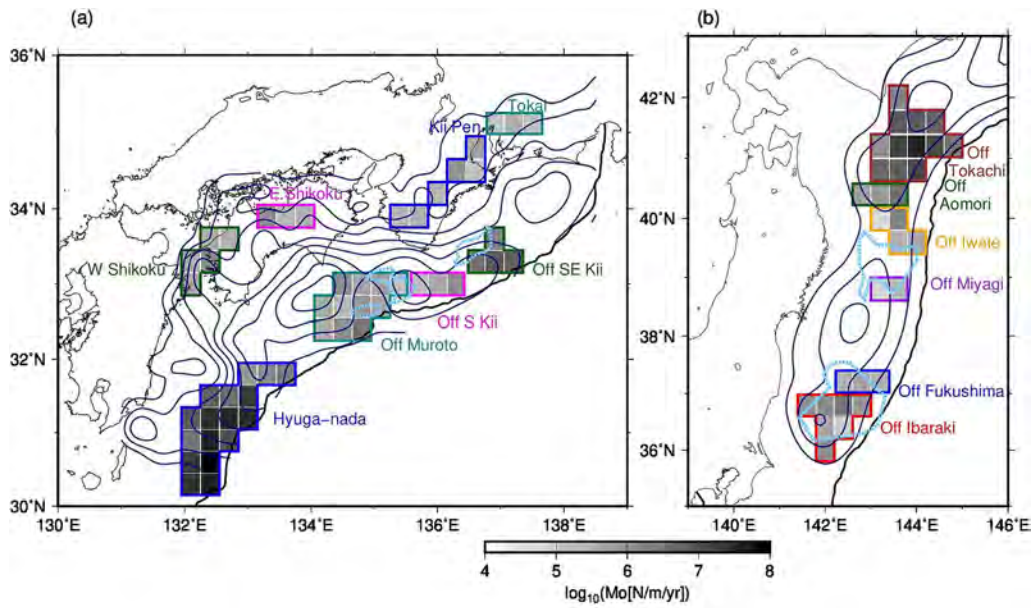 (a)
(b)
36°N
34°N
32°N
30°N
130°E
132°E
134°E
136°E
138°E
Tokai
Kii Pen
E Shikoku
W Shikoku
Off SE Kii
Off S Kii
Off Muroto
Hyuga-nada
42°N
40°N
38°N
36°N
140°E
142°E
144°E
146°E
Off
Tokachi
Off
Aomori
Off Iwate
Off Miyagi
Off Fukushima
Off Ibaraki
4
5
6
7
8
log10(Mo[N/m/yr])